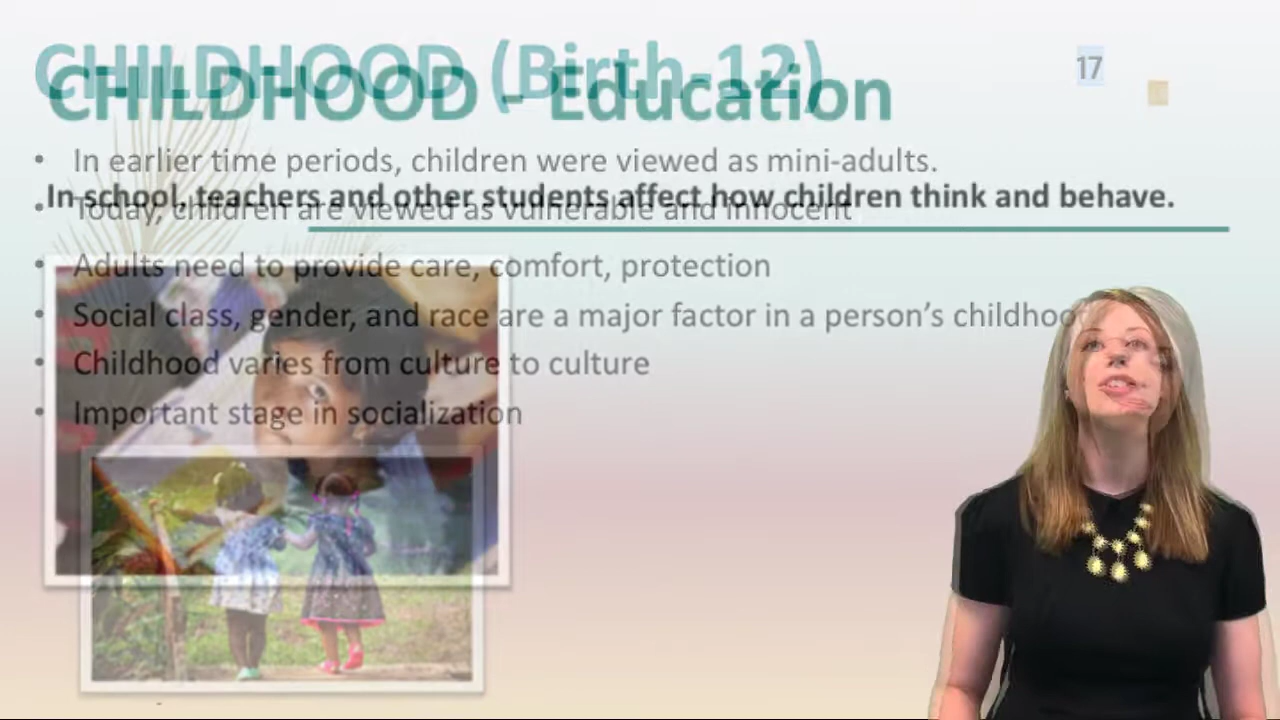 CHILDHOOD (Birth-12)
17
CHILDHOOD - Education
• In earlier time periods, children were viewed as mini-adults.
In school, teachers and other students affect how children think and behave.
• Today, children are viewed as vulnerable and innocent
• Adults need to provide care, comfort, protection
• Social class, gender, and race are a major factor in a person’s childhood
• Childhood varies from culture to culture
• Important stage in socialization